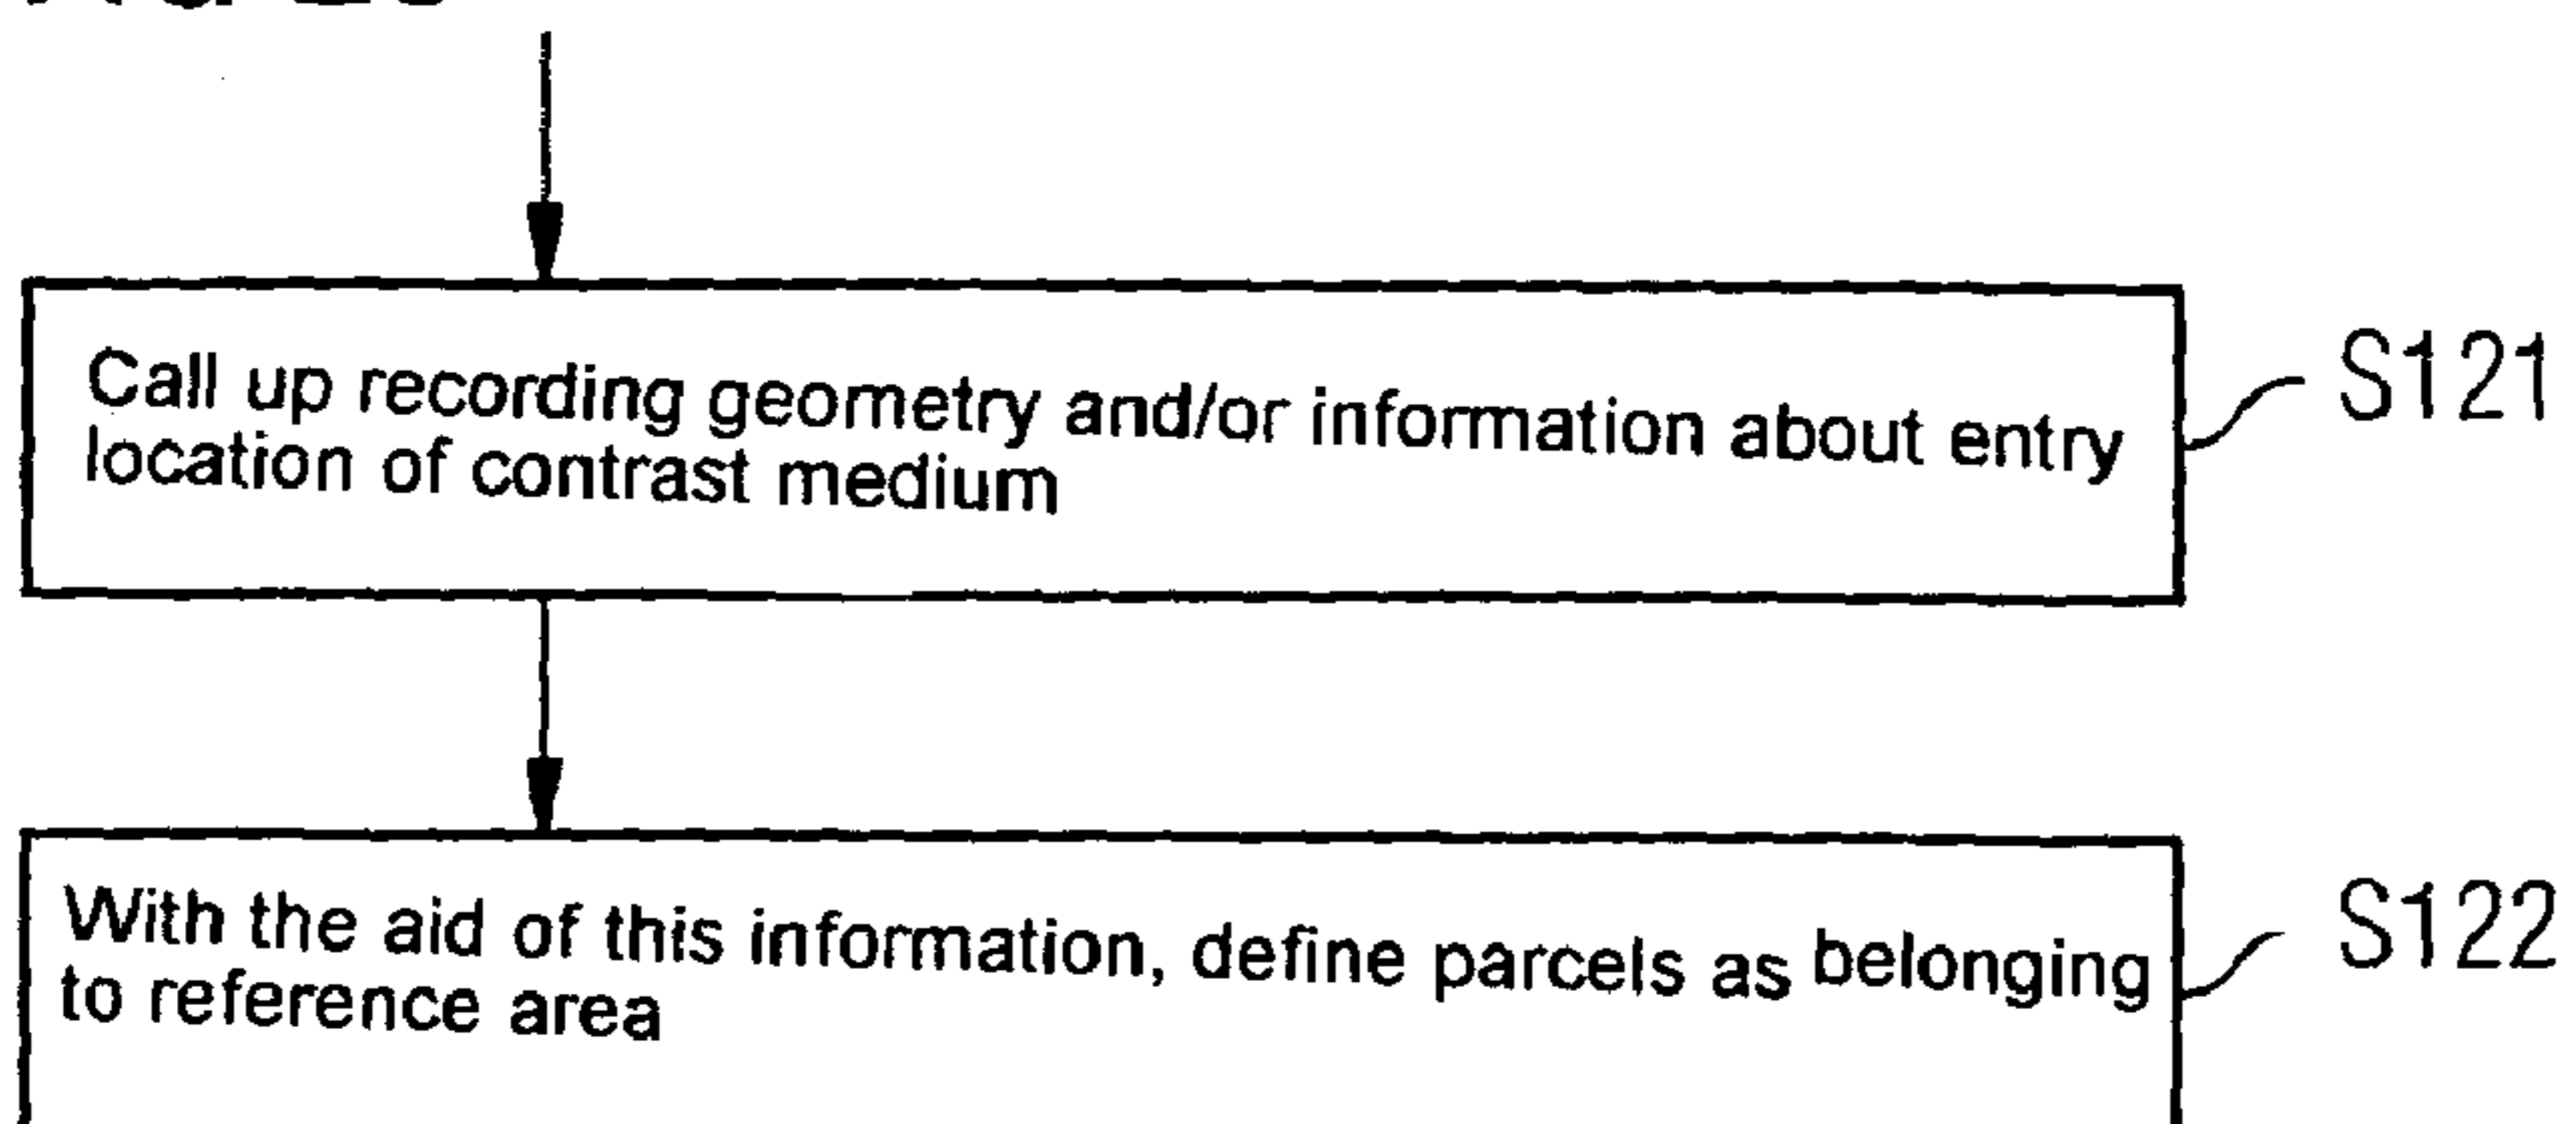 Call up recording geometry and/or information about entry
location of contrast medium
S121
With the aid of this information, define parcels as belonging
to reference area
S122